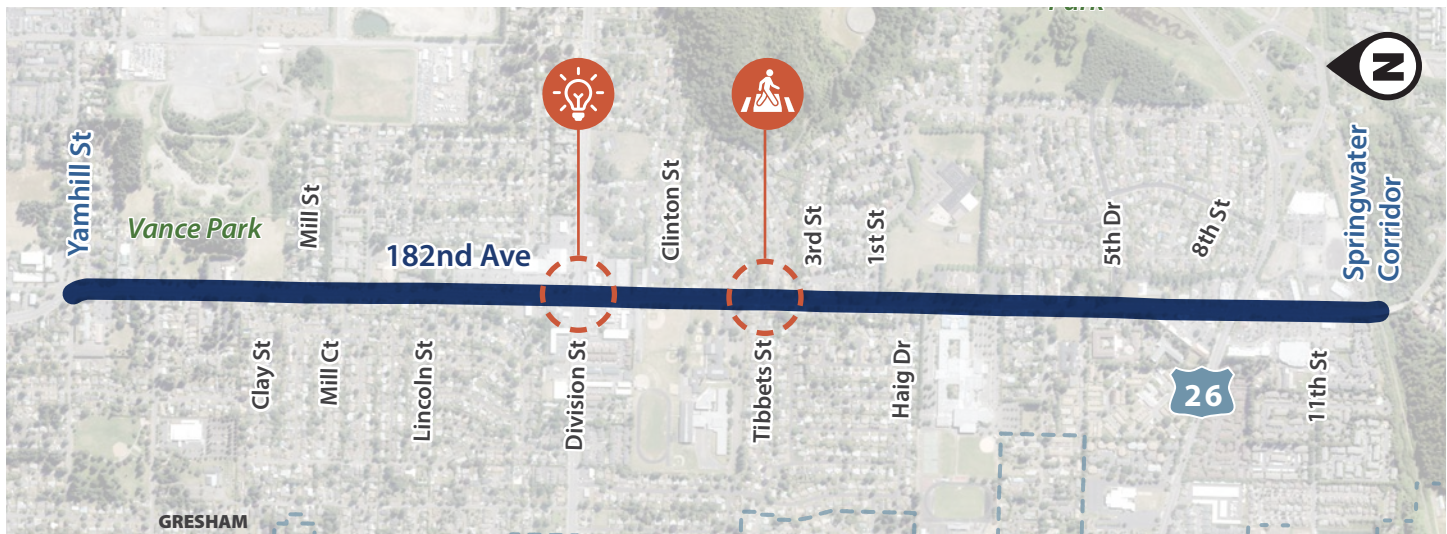 Park
N
Yamhill St
Vance Park
Mill St
182nd Ave
Clinton St
3rd St
1st St
5th Dr
8th St
Springwater
Corridor
Clay St
Mill Ct
Lincoln St
Division St
Tibbets St
Haig Dr
26
11th St
GRESHAM